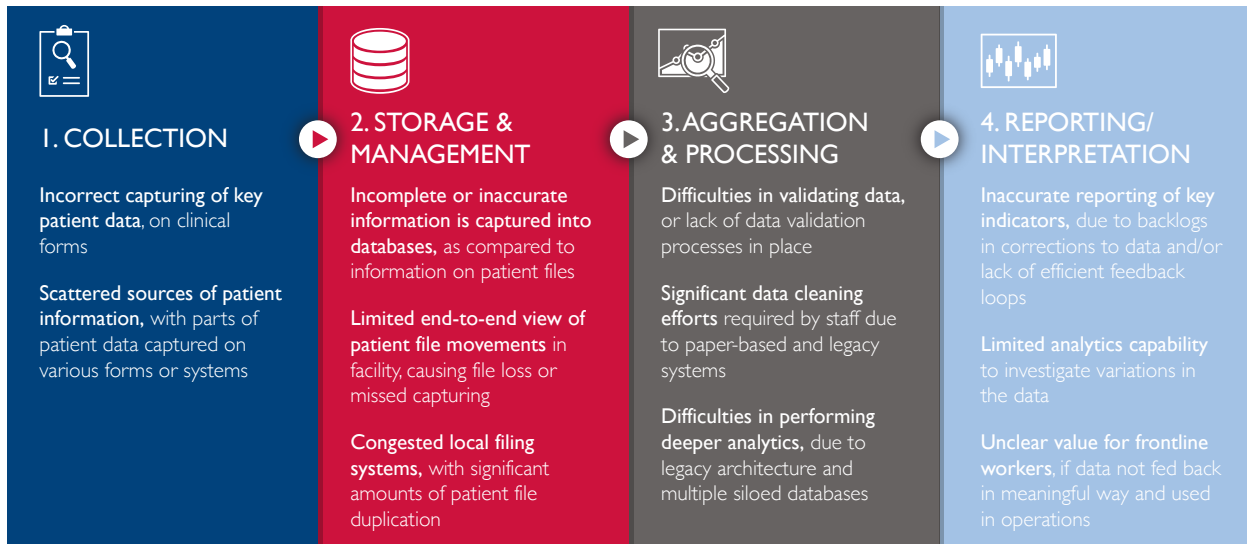 1. COLLECTION
Incorrect capturing of key
patient data, on clinical
forms
Scattered sources of patient
information, with parts of
patient data captured on
various forms or systems
2. STORAGE &
MANAGEMENT
Incomplete or inaccurate
information is captured into
databases, as compared to
information on patient files
Limited end-to-end view of
patient file movements in
facility, causing file loss or
missed capturing
Congested local filing
systems, with significant
amounts of patient file
duplication
3. AGGREGATION
& PROCESSING
Difficulties in validating data,
or lack of data validation
processes in place
Significant data cleaning
efforts required by staff due
to paper-based and legacy
systems
Difficulties in performing
deeper analytics, due to
legacy architecture and
multiple siloed databases
4. REPORTING/
INTERPRETATION
Inaccurate reporting of key
indicators, due to backlogs
in corrections to data and/or
lack of efficient feedback
loops
Limited analytics capability
to investigate variations in
the data
Unclear value for frontline
workers, if data not fed back
in meaningful way and used
in operations